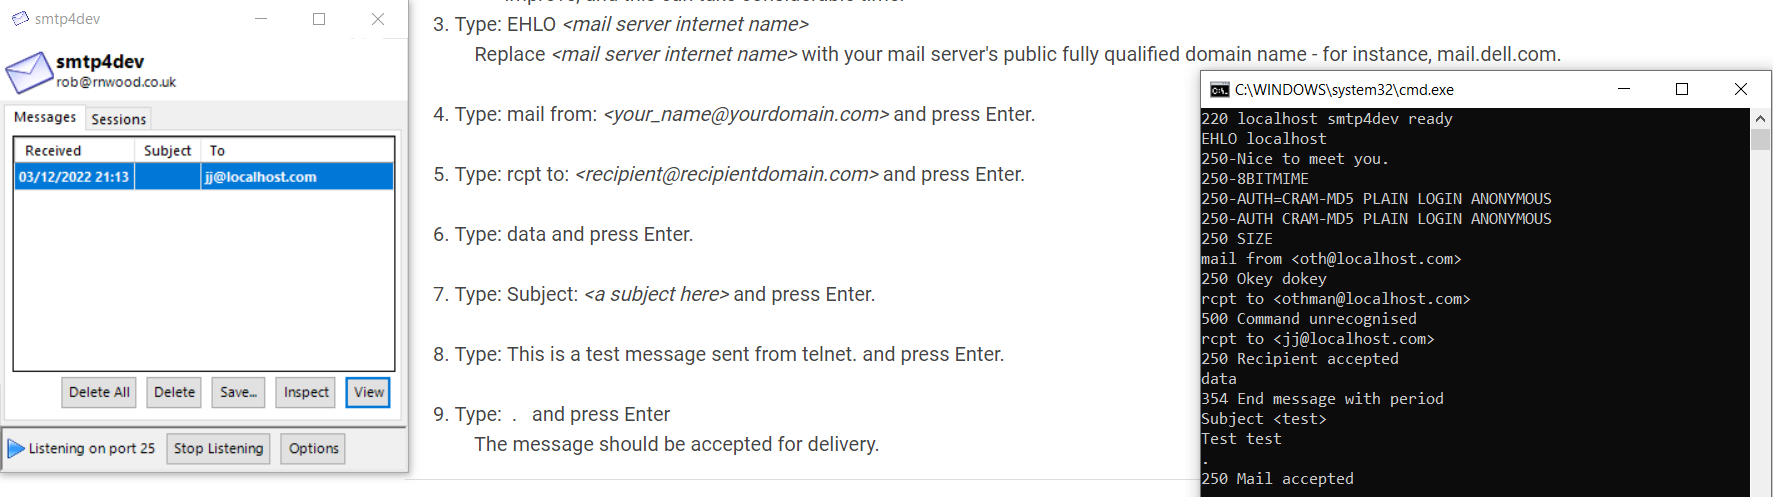 smtp4dev
smtp4dev
rob@rnwood.co.uk
Messages Sessions
Received Subject To
03/12/2022 21:13 jj@localhost.com
Delete All Delete Save... Inspect View
Listening on port 25 Stop Listening Options
3. Type: EHLO <mail server internet name>
Replace <mail server internet name> with your mail server's public fully qualified domain name - for instance, mail.dell.com.
4. Type: mail from: <your_name@yourdomain.com> and press Enter.
5. Type: rcpt to: <recipient@recipientdomain.com> and press Enter.
6. Type: data and press Enter.
7. Type: Subject: <a subject here> and press Enter.
8. Type: This is a test message sent from telnet. and press Enter.
9. Type: . and press Enter
The message should be accepted for delivery.
C:\WINDOWS\system32\cmd.exe
220 localhost smtp4dev ready
EHLO localhost
250-Nice to meet you.
250-8BITMIME
250-AUTH=CRAM-MD5 PLAIN LOGIN ANONYMOUS
250-AUTH CRAM-MD5 PLAIN LOGIN ANONYMOUS
250 SIZE
mail from <oth@localhost.com>
250 Okey dokey
rcpt to <othman@localhost.com>
500 Command unrecognised
rcpt to <jj@localhost.com>
250 Recipient accepted
data
354 End message with period
Subject <test>
Test test
.
250 Mail accepted